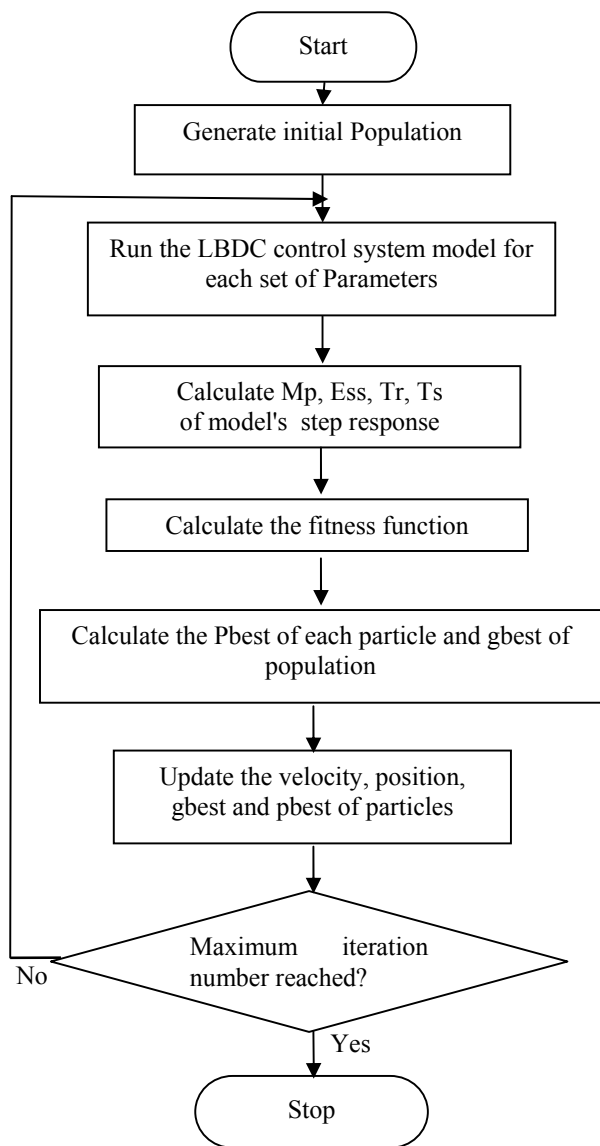 Start
Generate initial Population
Run the LBDC control system model for
each set of Parameters
Calculate Mp, Ess, Tr, Ts
of model's step response
Calculate the fitness function
Calculate the Pbest of each particle and gbest of
population
Update the velocity, position,
gbest and pbest of particles
Maximum iteration
number reached?
No
Yes
Stop